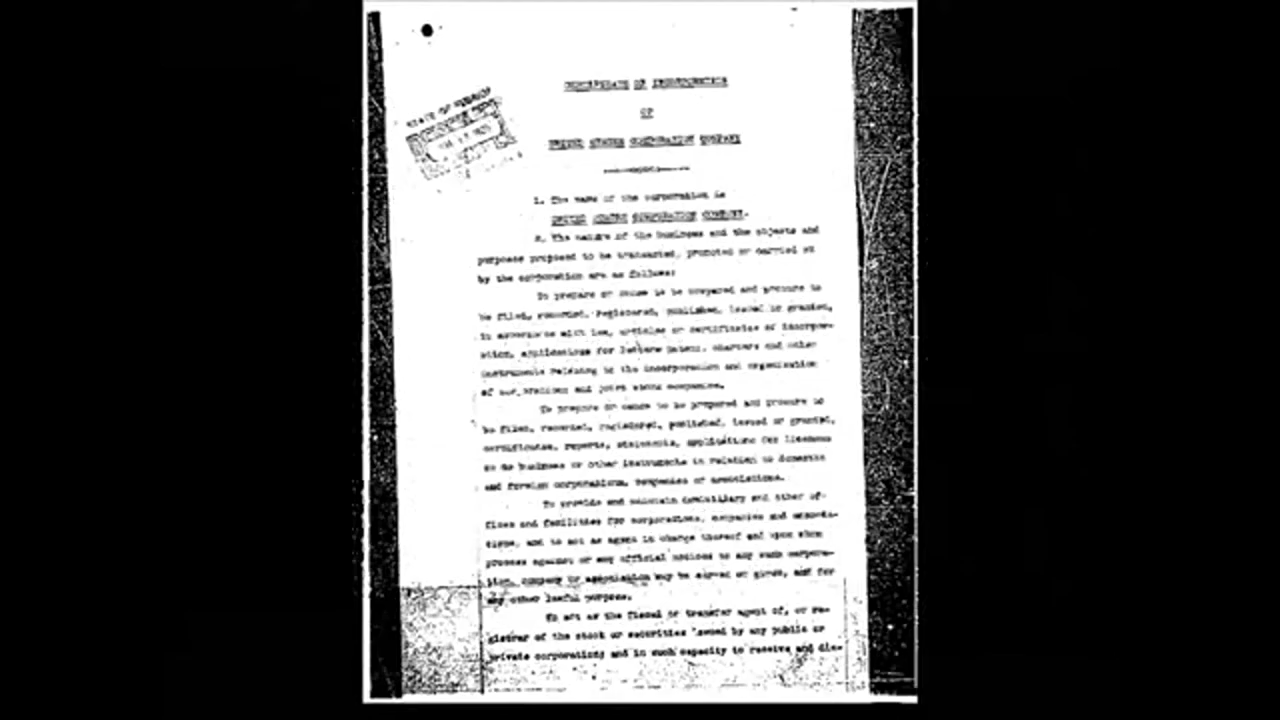 CERTIFICATE OF INCORPORATION
OF
UNITED STATES CORPORATION COMPANY
STATE OF
1. The name of the corporation is
UNITED STATES CORPORATION COMPANY.
2. The nature of the business and the objects and
purposes proposed to be transacted, promoted or carried on
by the corporation are as follows:
To prepare or cause to be prepared and procure to
be filed, recorded, registered, published, issued or granted,
in accordance with law, articles or certificates of incorpor-
ation, applications for letters patent, charters and other
instruments relating to the incorporation and organization
of corporations and joint stock companies.
To prepare or cause to be prepared and procure to
be filed, recorded, registered, published, issued or granted,
certificates, reports, statements, applications for licenses
to do business or other instruments in relation to domestic
and foreign corporations, companies or associations.
To provide and maintain domiciliary and other of-
fices and facilities for corporations, companies and associa-
tions, and to act as agent in charge thereof and upon whom
process against or any official notices to any such corpora-
tion, company or association may be served or given, and for
any other lawful purpose.
To act as the fiscal or transfer agent of, or re-
gistrar of the stock or securities issued by any public or
private corporation; and in such capacity to receive and dis-